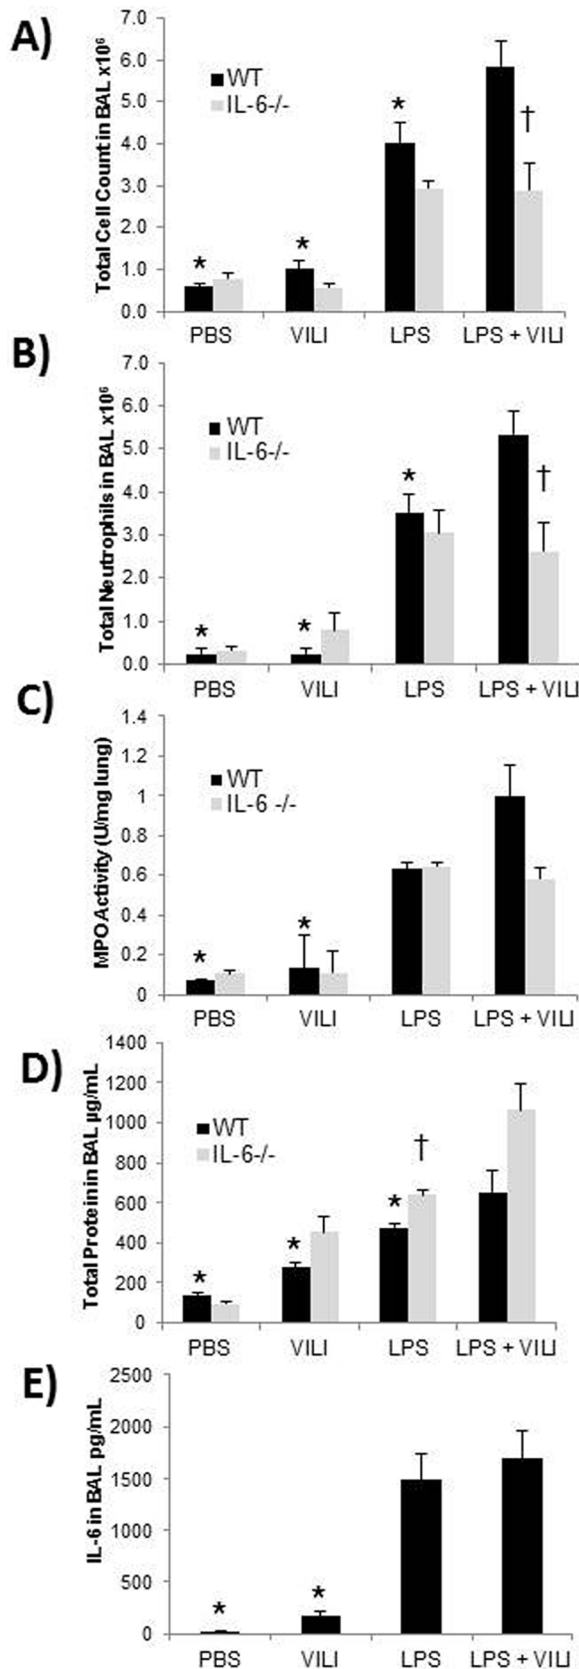 A)
Total Cell Count in BAL x10⁶
7.0
6.0
5.0
4.0
3.0
2.0
1.0
0.0
WT
IL-6-/-
*
*
*
†
PBS VILI LPS LPS + VILI
B)
Total Neutrophils in BAL x10⁶
7.0
6.0
5.0
4.0
3.0
2.0
1.0
0.0
WT
IL-6-/-
*
*
*
†
PBS VILI LPS LPS + VILI
C)
MPO Activity (U/mg lung)
1.4
1.2
1
0.8
0.6
0.4
0.2
0
WT
IL-6 -/-
*
*
PBS VILI LPS LPS + VILI
D)
Total Protein in BAL µg/mL
1400
1200
1000
800
600
400
200
0
WT
IL-6-/-
*
*
*
†
PBS VILI LPS LPS + VILI
E)
IL-6 in BAL pg/mL
2500
2000
1500
1000
500
0
*
*
PBS VILI LPS LPS + VILI